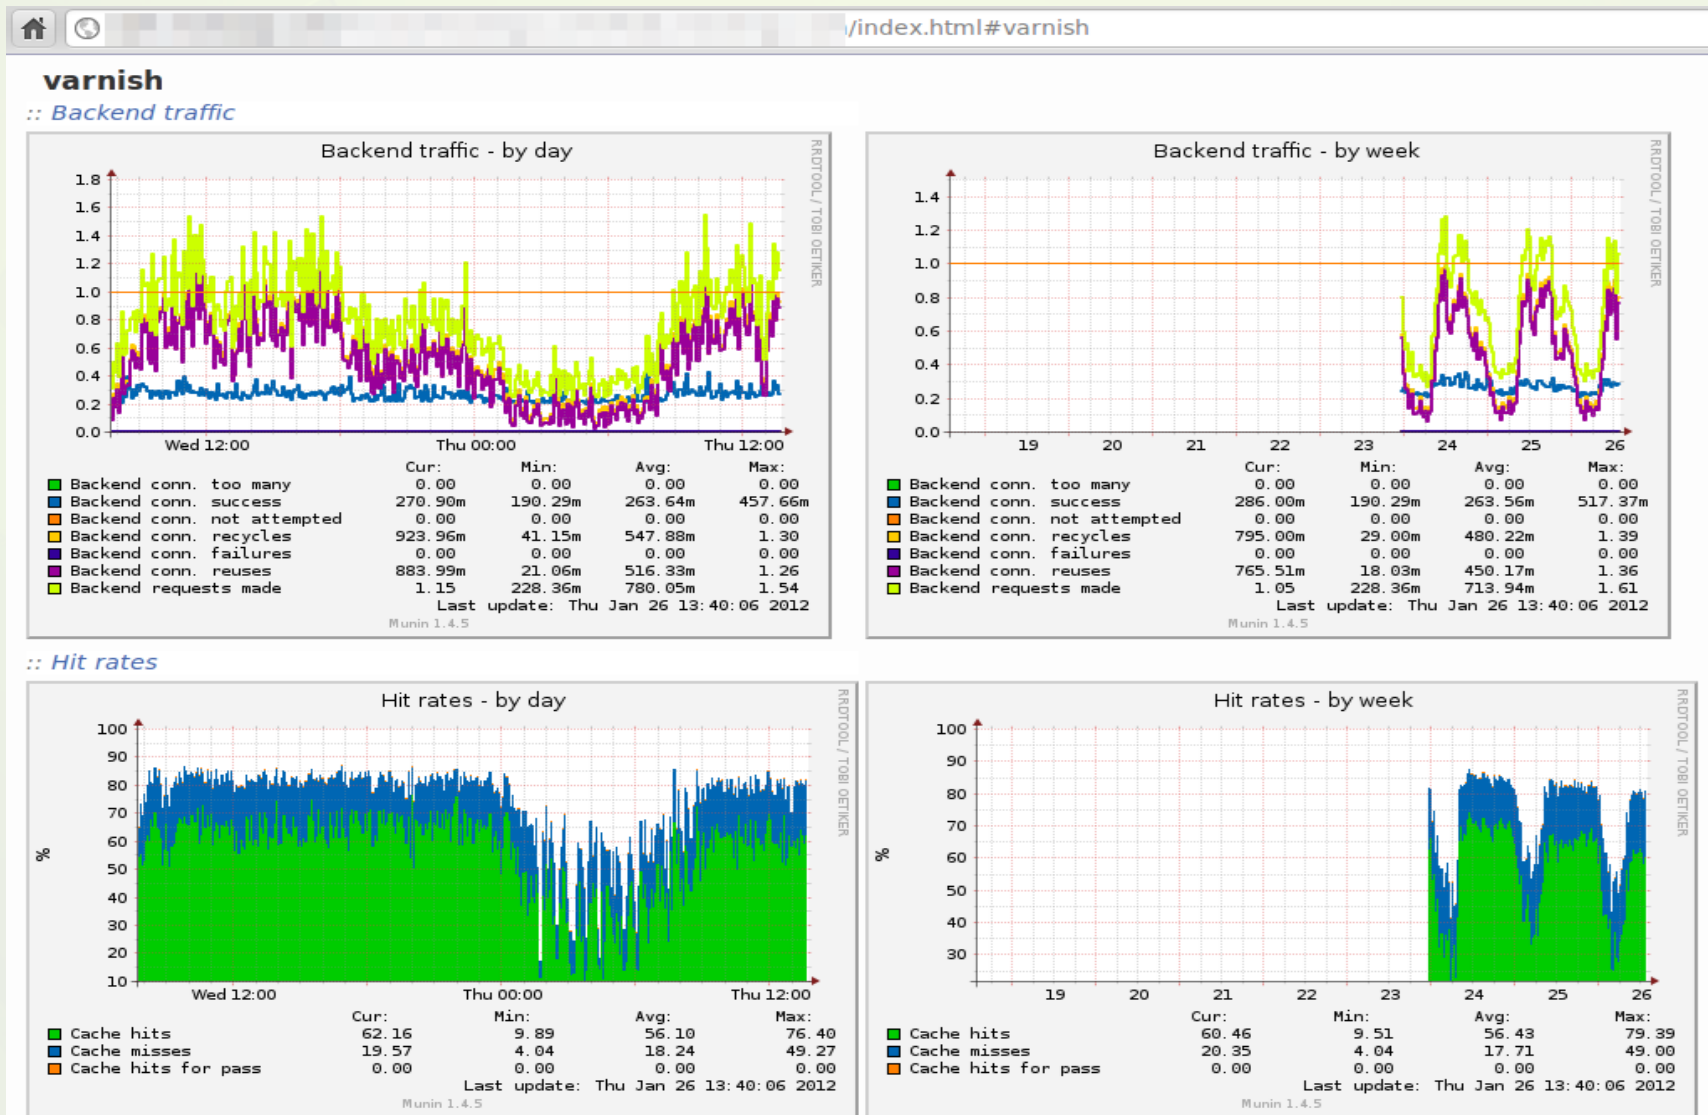 /index.html#varnish
varnish
:: Backend traffic
Backend traffic - by day
RRDTOOL / TOBI OETIKER
1.8
1.6
1.4
1.2
1.0
0.8
0.6
0.4
0.2
0.0
Wed 12:00 Thu 00:00 Thu 12:00
Cur: Min: Avg: Max:
Backend conn. too many 0.00 0.00 0.00 0.00
Backend conn. success 270.90m 190.29m 263.64m 457.66m
Backend conn. not attempted 0.00 0.00 0.00 0.00
Backend conn. recycles 923.96m 41.15m 547.88m 1.30
Backend conn. failures 0.00 0.00 0.00 0.00
Backend conn. reuses 883.99m 21.06m 516.33m 1.26
Backend requests made 1.15 228.36m 780.05m 1.54
Last update: Thu Jan 26 13:40:06 2012
Munin 1.4.5
Backend traffic - by week
RRDTOOL / TOBI OETIKER
1.4
1.2
1.0
0.8
0.6
0.4
0.2
0.0
19 20 21 22 23 24 25 26
Cur: Min: Avg: Max:
Backend conn. too many 0.00 0.00 0.00 0.00
Backend conn. success 286.00m 190.29m 263.56m 517.37m
Backend conn. not attempted 0.00 0.00 0.00 0.00
Backend conn. recycles 795.00m 29.00m 480.22m 1.39
Backend conn. failures 0.00 0.00 0.00 0.00
Backend conn. reuses 765.51m 18.03m 450.17m 1.36
Backend requests made 1.05 228.36m 713.94m 1.61
Last update: Thu Jan 26 13:40:06 2012
Munin 1.4.5
:: Hit rates
Hit rates - by day
RRDTOOL / TOBI OETIKER
100
90
80
70
60
50
40
30
20
10
%
Wed 12:00 Thu 00:00 Thu 12:00
Cur: Min: Avg: Max:
Cache hits 62.16 9.89 56.10 76.40
Cache misses 19.57 4.04 18.24 49.27
Cache hits for pass 0.00 0.00 0.00 0.00
Last update: Thu Jan 26 13:40:06 2012
Munin 1.4.5
Hit rates - by week
RRDTOOL / TOBI OETIKER
100
90
80
70
60
50
40
30
%
19 20 21 22 23 24 25 26
Cur: Min: Avg: Max:
Cache hits 60.46 9.51 56.43 79.39
Cache misses 20.35 4.04 17.71 49.00
Cache hits for pass 0.00 0.00 0.00 0.00
Last update: Thu Jan 26 13:40:06 2012
Munin 1.4.5